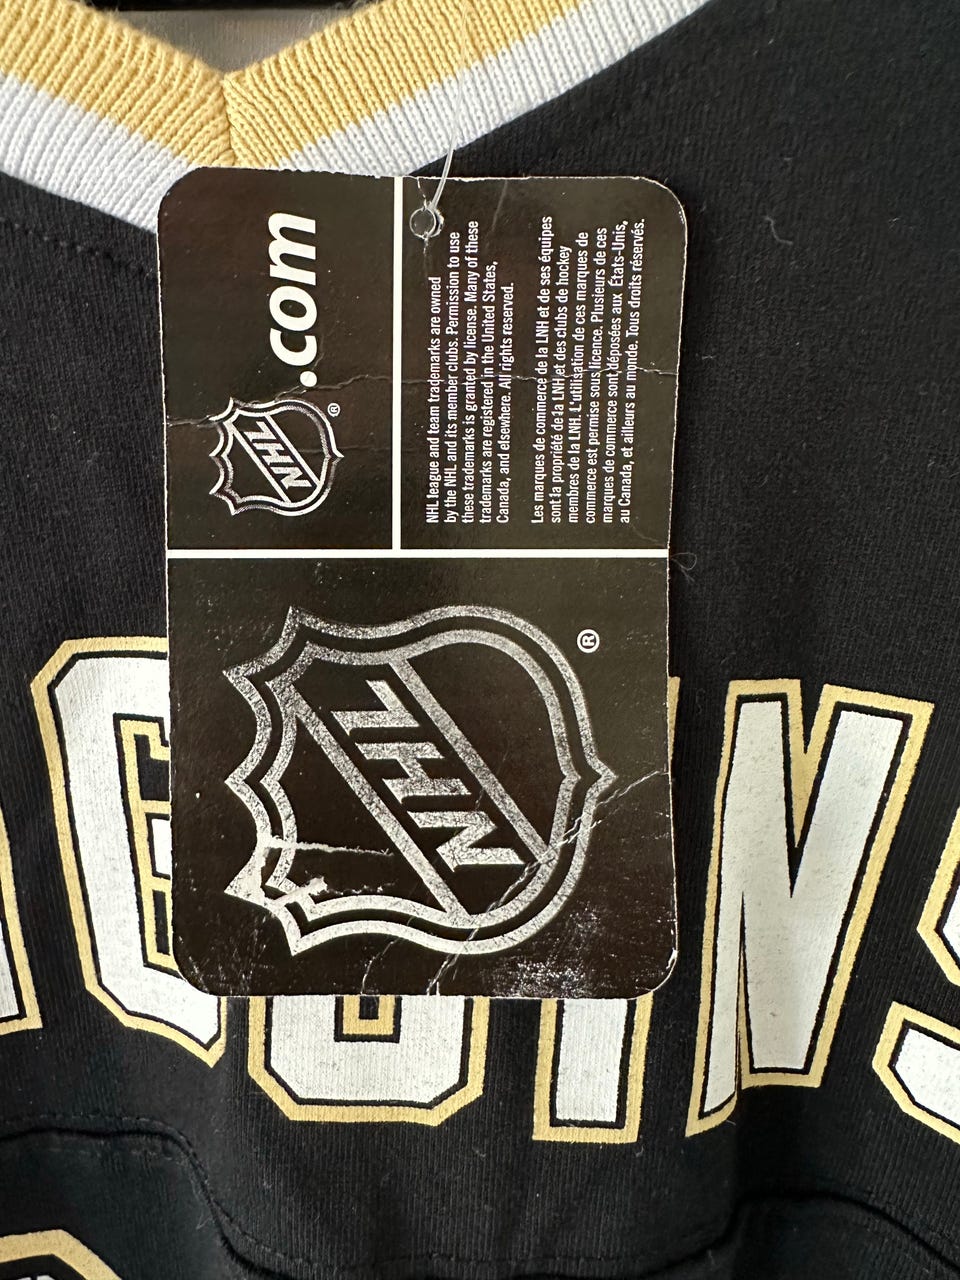 NHL® .com
NHL league and team trademarks are owned
by the NHL and its member clubs. Permission to use
these trademarks is granted by license. Many of these
trademarks are registered in the United States,
Canada, and elsewhere. All rights reserved.
Les marques de commerce de la LNH et de ses équipes
sont la propriété de la LNH et des clubs de hockey
membres de la LNH. L'utilisation de ces marques de
commerce est permise sous licence. Plusieurs de ces
marques de commerce sont déposées aux États-Unis,
au Canada, et ailleurs au monde. Tous droits réservés.
NHL ®
GUINS